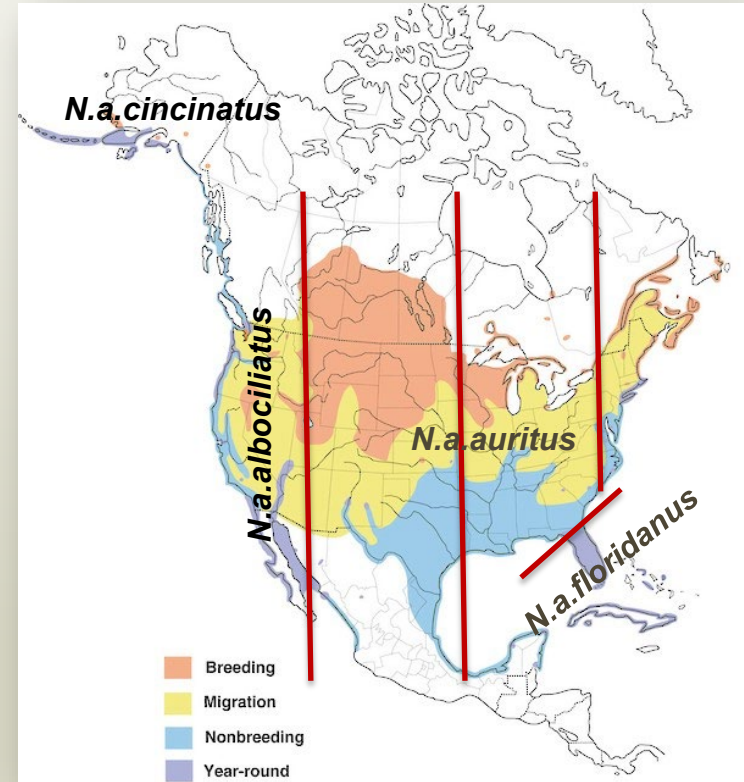 N.a.cincinatus
N.a.albociliatus
N.a.auritus
N.a.floridanus
Breeding
Migration
Nonbreeding
Year-round